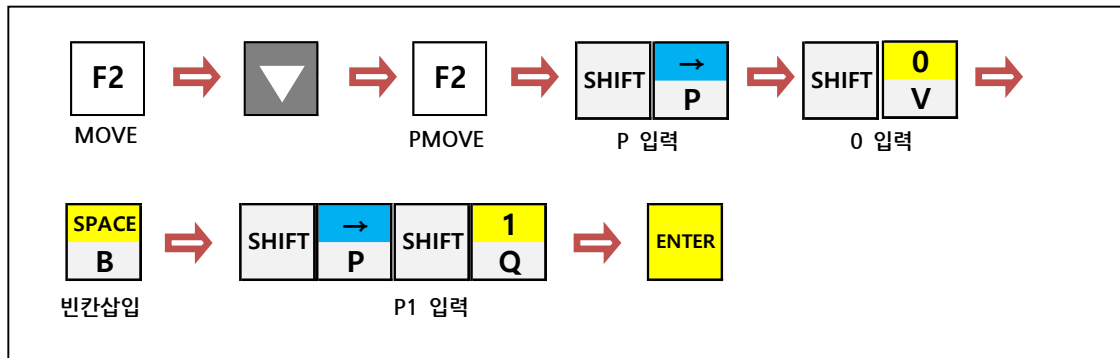 F2
▼
F2
SHIFT → P
SHIFT 0 V
MOVE
PMOVE
P 입력
0 입력
SPACE B
SHIFT → P SHIFT 1 Q
ENTER
빈칸삽입
P1 입력